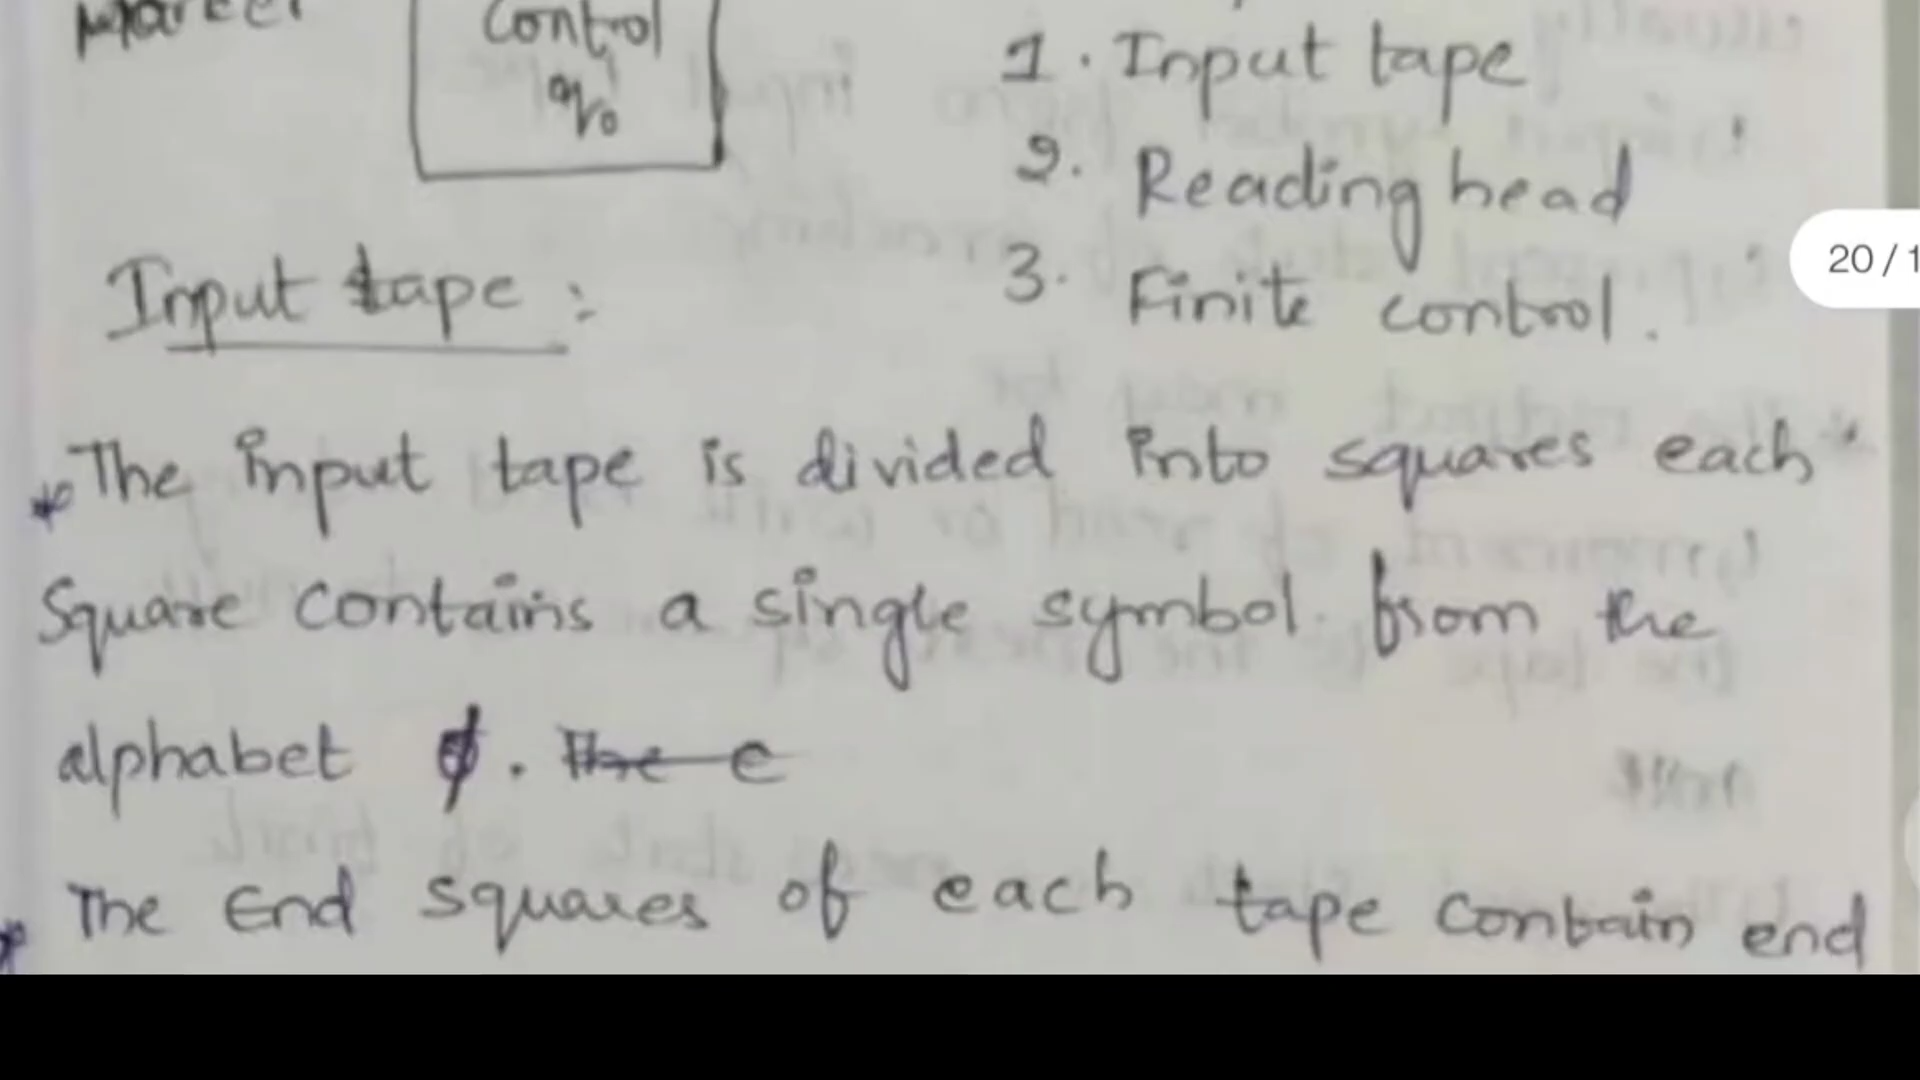 Marker
Control
q0
1. Input tape
2. Reading head
3. Finite control.
Input tape :
* The input tape is divided into squares each
Square contains a single symbol from the
alphabet ɸ. The e
* The End squares of each tape contain end
20 / 1